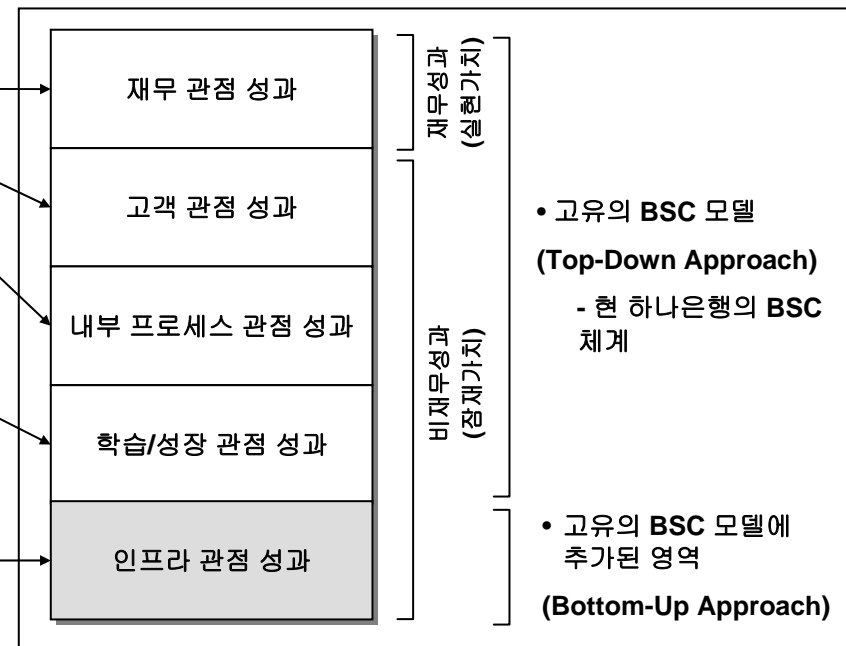 재무 관점 성과
고객 관점 성과
내부 프로세스 관점 성과
학습/성장 관점 성과
인프라 관점 성과
재무성과
(실현가치)
비재무성과
(잠재가치)
• 고유의 BSC 모델
(Top-Down Approach)
- 현 하나은행의 BSC
체계
• 고유의 BSC 모델에
추가된 영역
(Bottom-Up Approach)